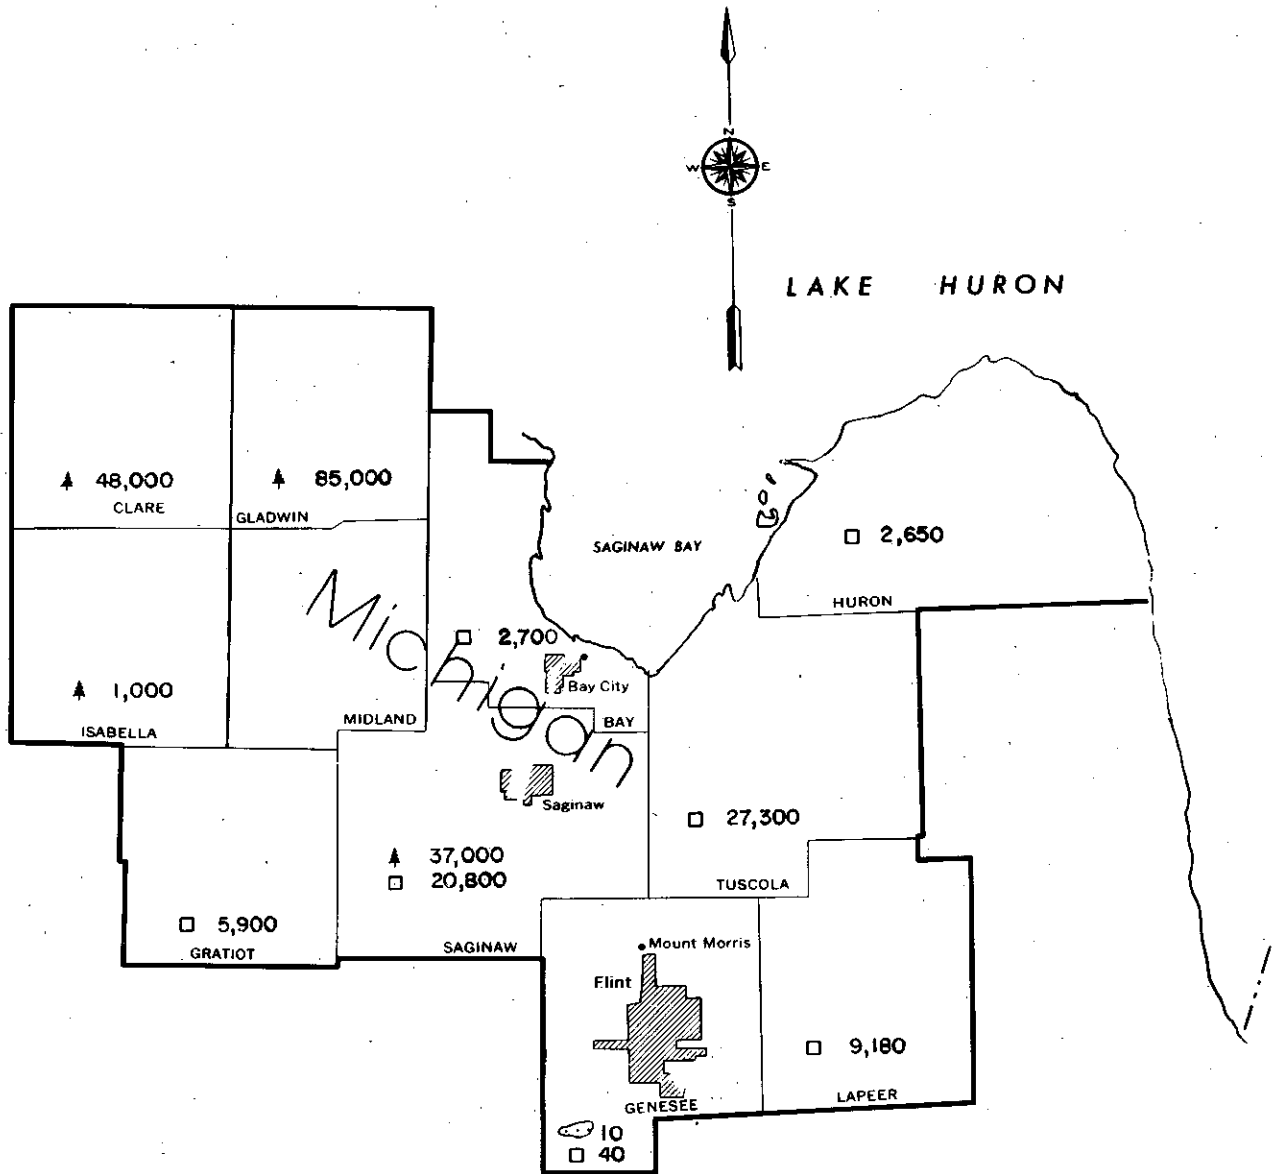 N
W E
S
LAKE HURON
48,000
CLARE
85,000
GLADWIN
SAGINAW BAY
2,650
HURON
Michigan
2,700
Bay City
BAY
1,000
ISABELLA
MIDLAND
Saginaw
27,300
TUSCOLA
37,000
20,800
SAGINAW
5,900
GRATIOT
Mount Morris
Flint
GENESEE
9,180
LAPEER
10
40